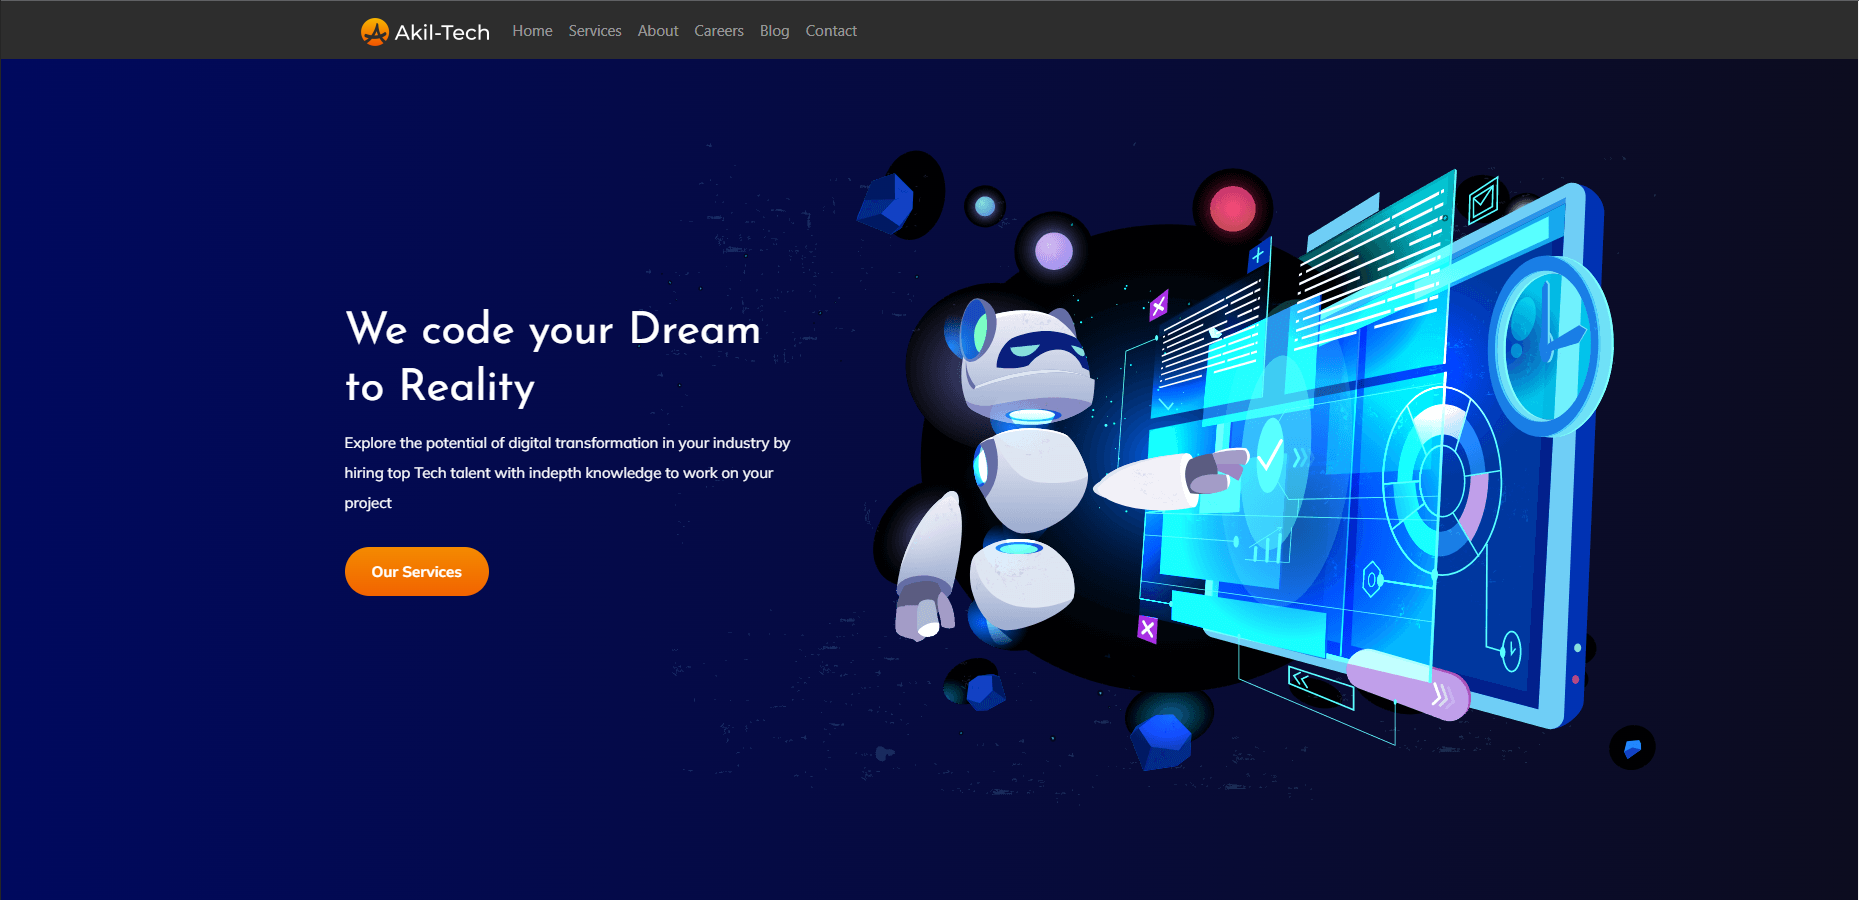 Akil-Tech Home Services About Careers Blog Contact
We code your Dream
to Reality
Explore the potential of digital transformation in your industry by
hiring top Tech talent with indepth knowledge to work on your
project
Our Services